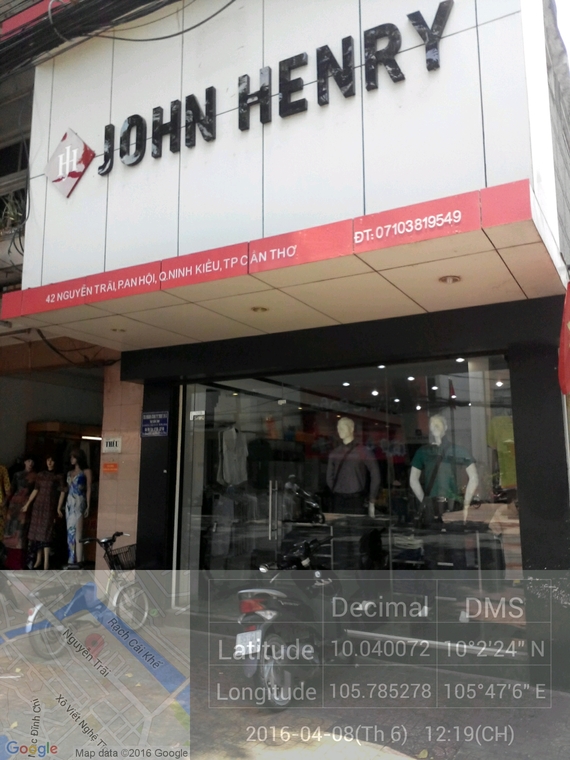 JOHN HENRY
42 NGUYỄN TRÃI, P.AN HỘI, Q.NINH KIỀU, TP CẦN THƠ
ĐT: 07103819549
Decimal DMS
Latitude 10.040072 10°2'24" N
Longitude 105.785278 105°47'6" E
2016-04-08(Th 6) 12:19(CH)
Rạch Cái Khế
Nguyễn Trãi
Xô Viết Nghệ T
Google Map data ©2016 Google